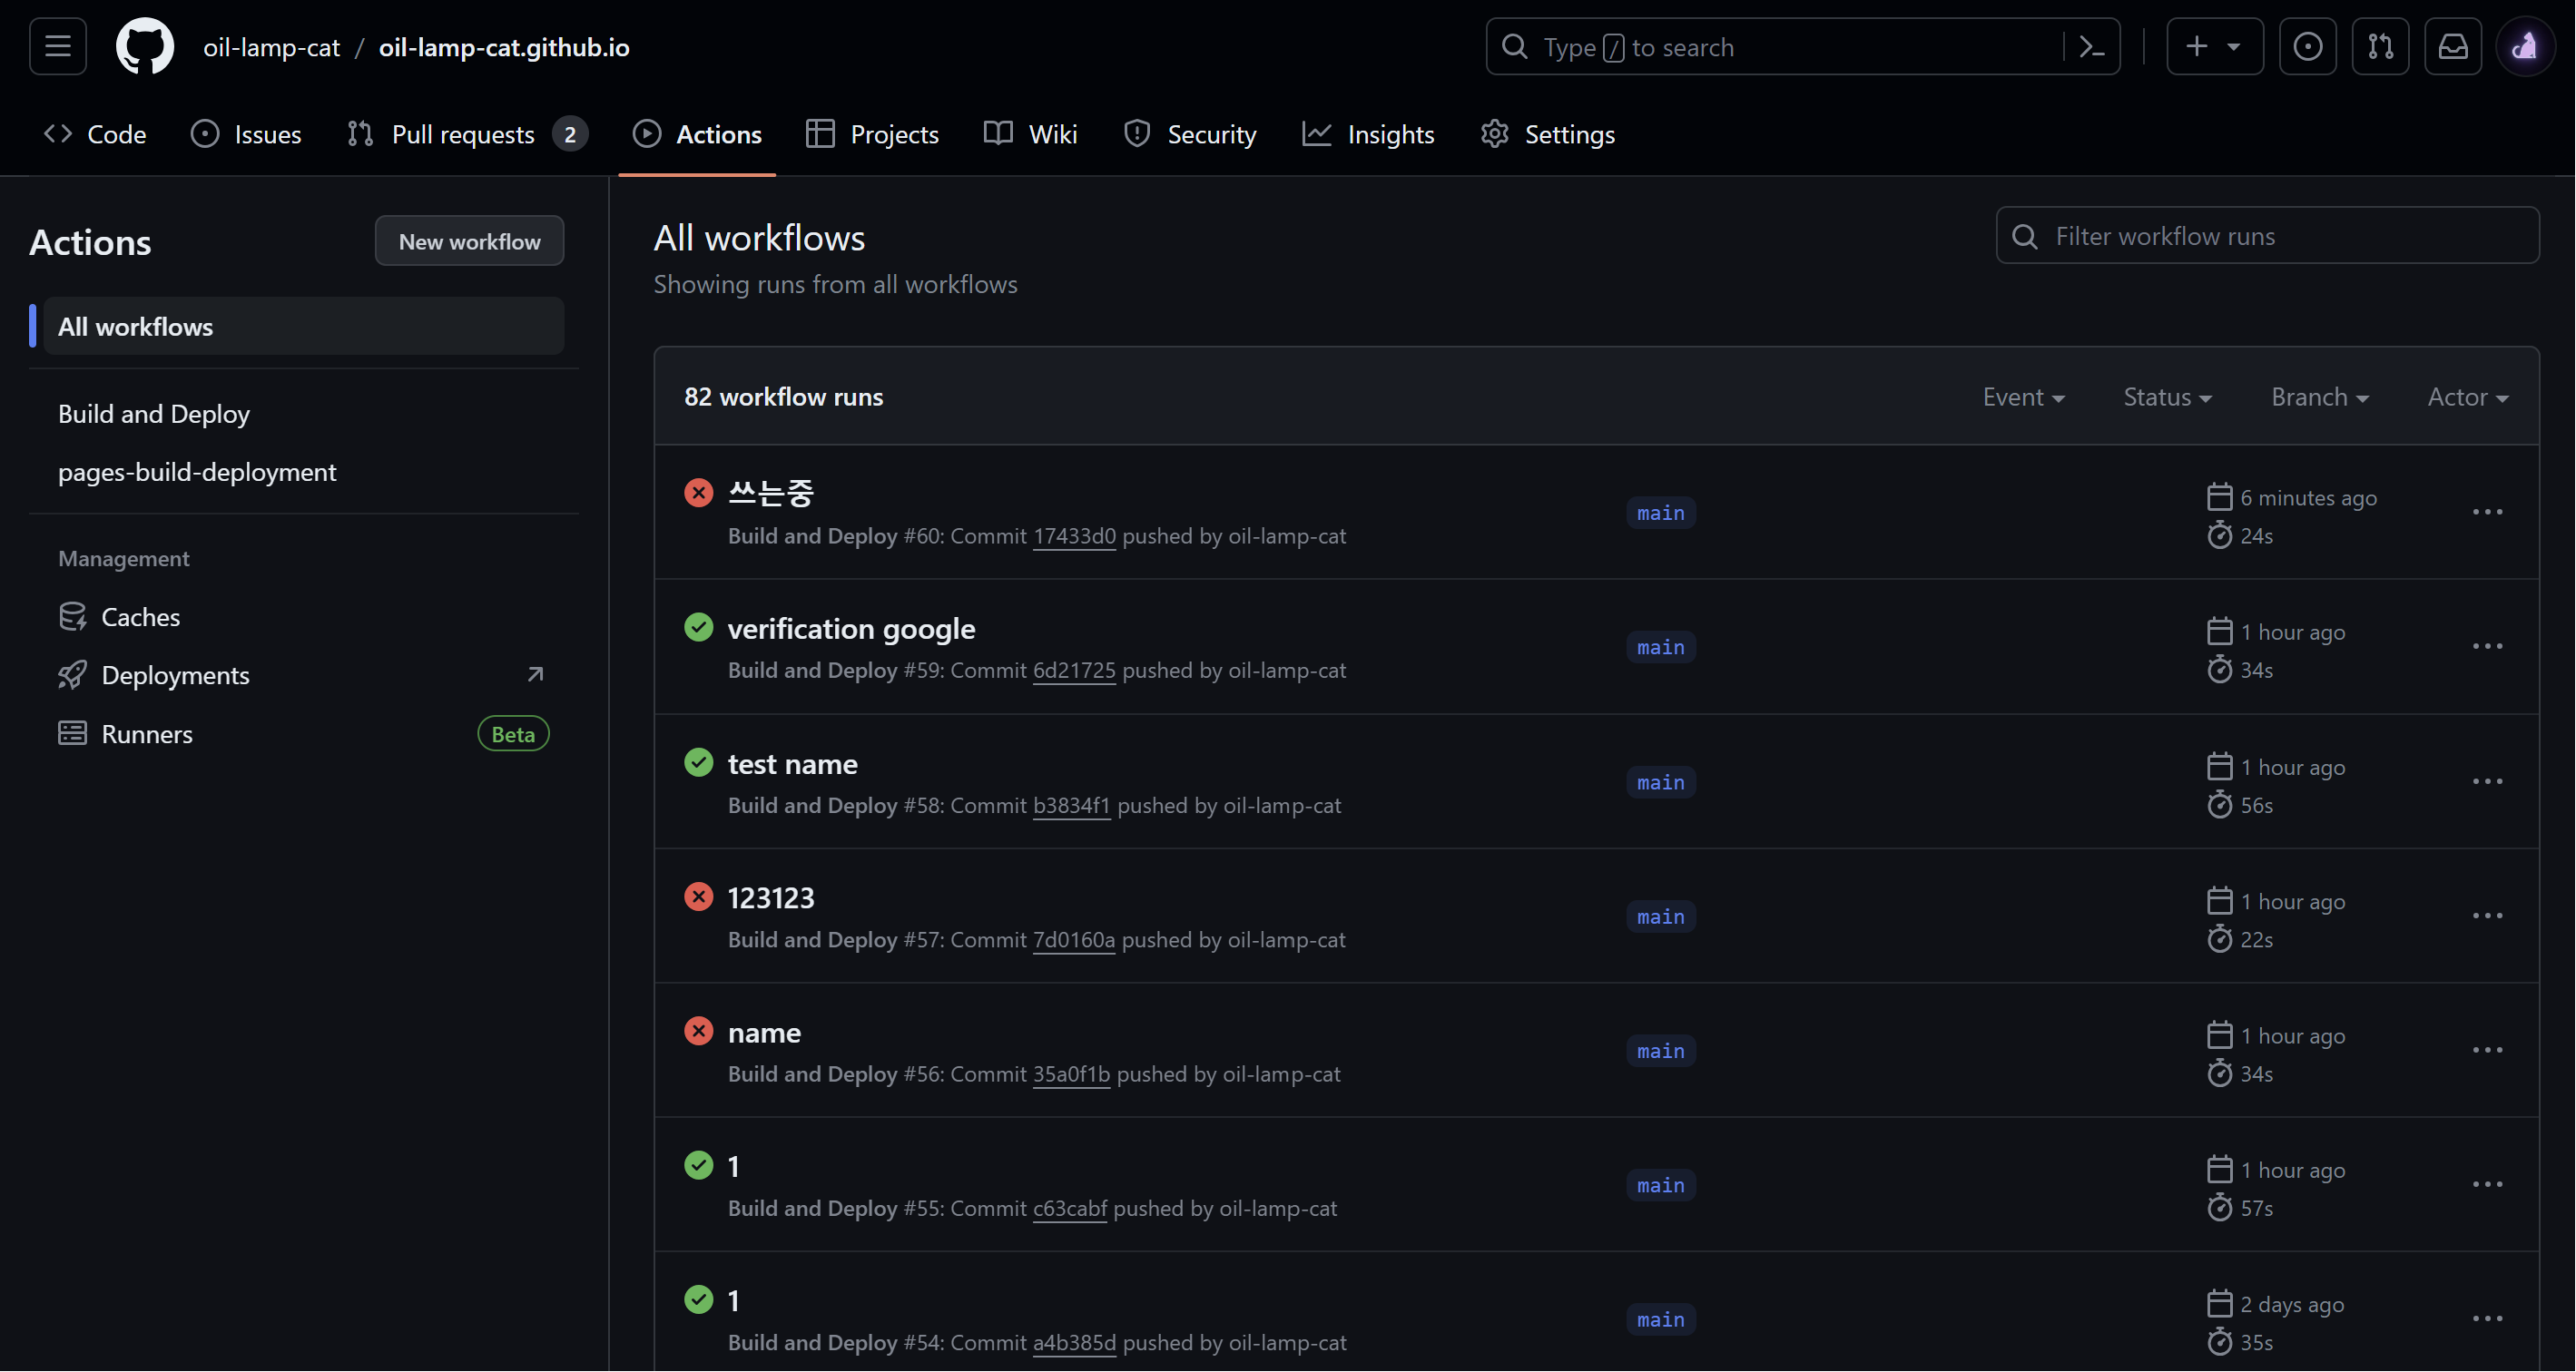 oil-lamp-cat / oil-lamp-cat.github.io
Type / to search
Code
Issues
Pull requests 2
Actions
Projects
Wiki
Security
Insights
Settings
Actions
New workflow
All workflows
Build and Deploy
pages-build-deployment
Management
Caches
Deployments
Runners Beta
All workflows
Showing runs from all workflows
Filter workflow runs
82 workflow runs
Event
Status
Branch
Actor
쓰는중
Build and Deploy #60: Commit 17433d0 pushed by oil-lamp-cat
main
6 minutes ago
24s
verification google
Build and Deploy #59: Commit 6d21725 pushed by oil-lamp-cat
main
1 hour ago
34s
test name
Build and Deploy #58: Commit b3834f1 pushed by oil-lamp-cat
main
1 hour ago
56s
123123
Build and Deploy #57: Commit 7d0160a pushed by oil-lamp-cat
main
1 hour ago
22s
name
Build and Deploy #56: Commit 35a0f1b pushed by oil-lamp-cat
main
1 hour ago
34s
1
Build and Deploy #55: Commit c63cabf pushed by oil-lamp-cat
main
1 hour ago
57s
1
Build and Deploy #54: Commit a4b385d pushed by oil-lamp-cat
main
2 days ago
35s